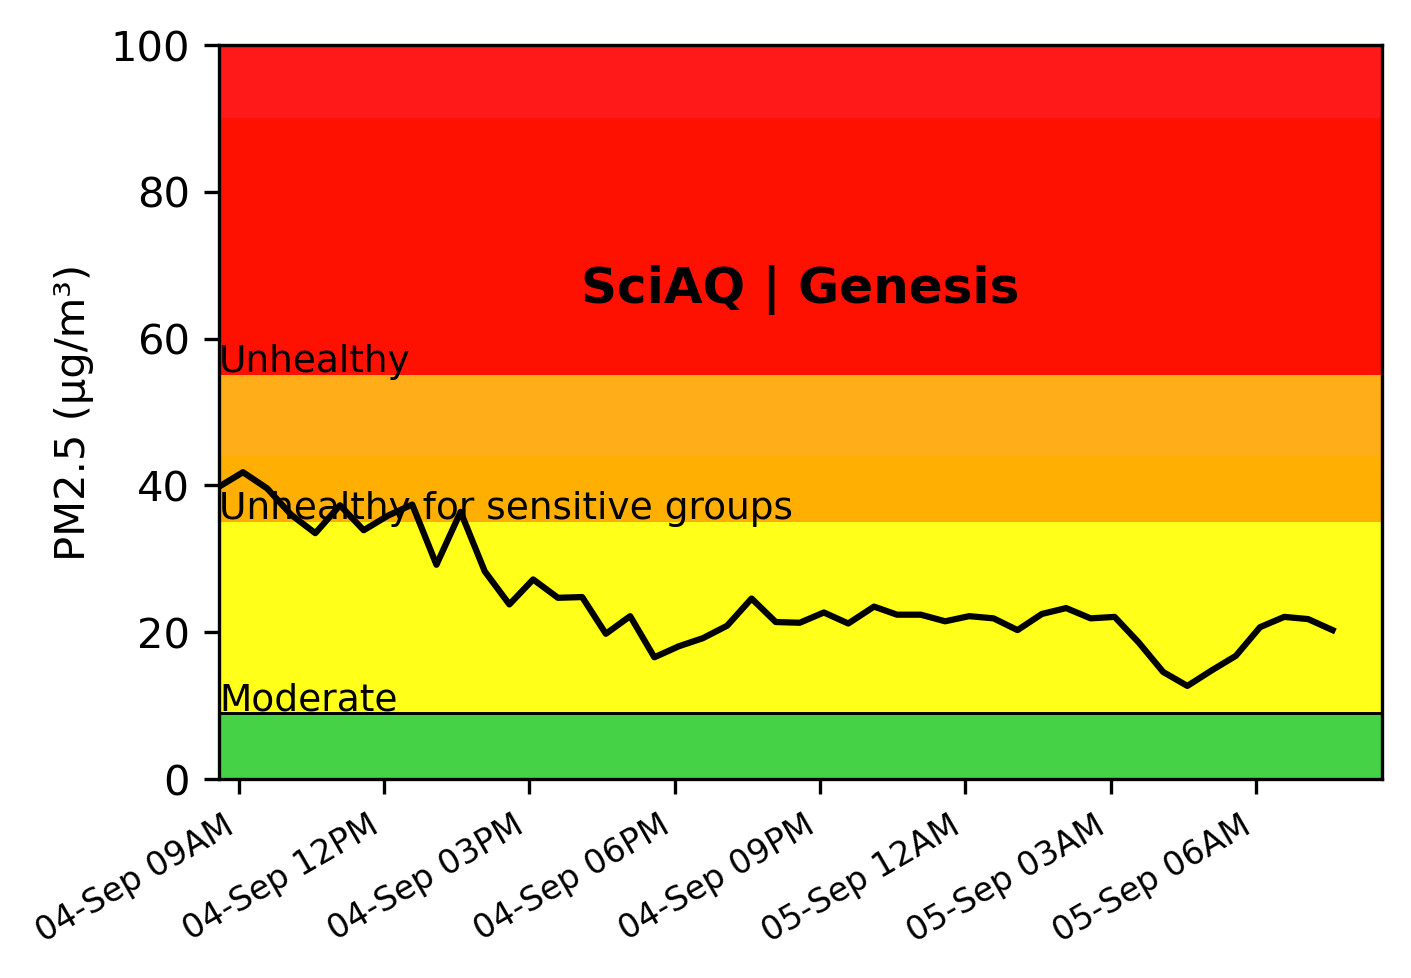 100
80
60
40
20
0
PM2.5 (µg/m³)
SciAQ | Genesis
Unhealthy
Unhealthy for sensitive groups
Moderate
04-Sep 09AM
04-Sep 12PM
04-Sep 03PM
04-Sep 06PM
04-Sep 09PM
05-Sep 12AM
05-Sep 03AM
05-Sep 06AM